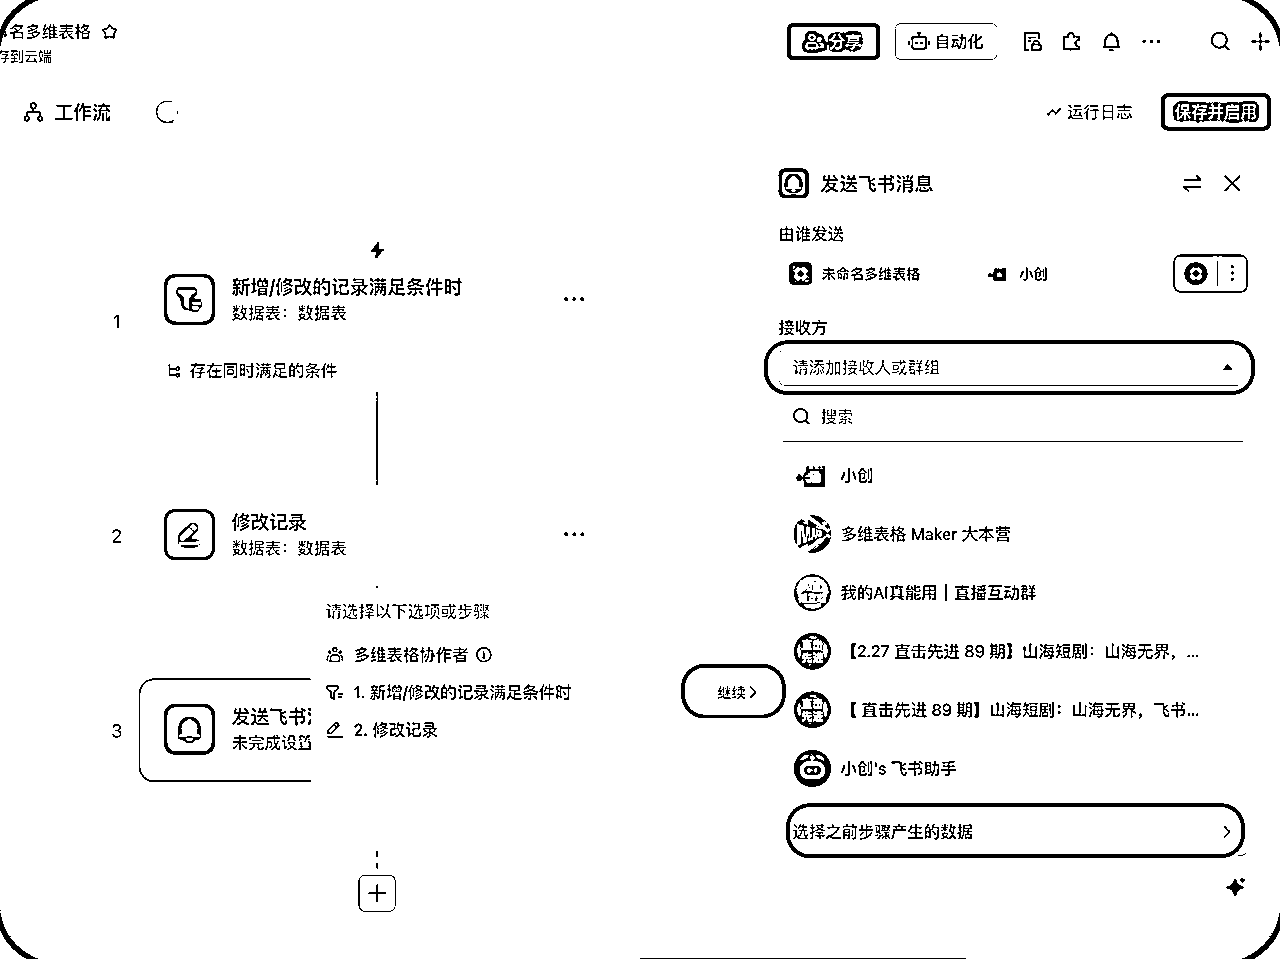 名多维表格
存到云端
分享
自动化
工作流
运行日志
保存并启用
发送飞书消息
由谁发送
未命名多维表格
小创
接收方
请添加接收人或群组
搜索
小创
多维表格 Maker 大本营
我的AI真能用 | 直播互动群
【2.27 直击先进 89 期】山海短剧：山海无界，...
【 直击先进 89 期】山海短剧：山海无界，飞书...
小创's 飞书助手
选择之前步骤产生的数据
1
新增/修改的记录满足条件时
数据表：数据表
存在同时满足的条件
2
修改记录
数据表：数据表
请选择以下选项或步骤
多维表格协作者
1. 新增/修改的记录满足条件时
2. 修改记录
继续
3
发送飞书
未完成设置